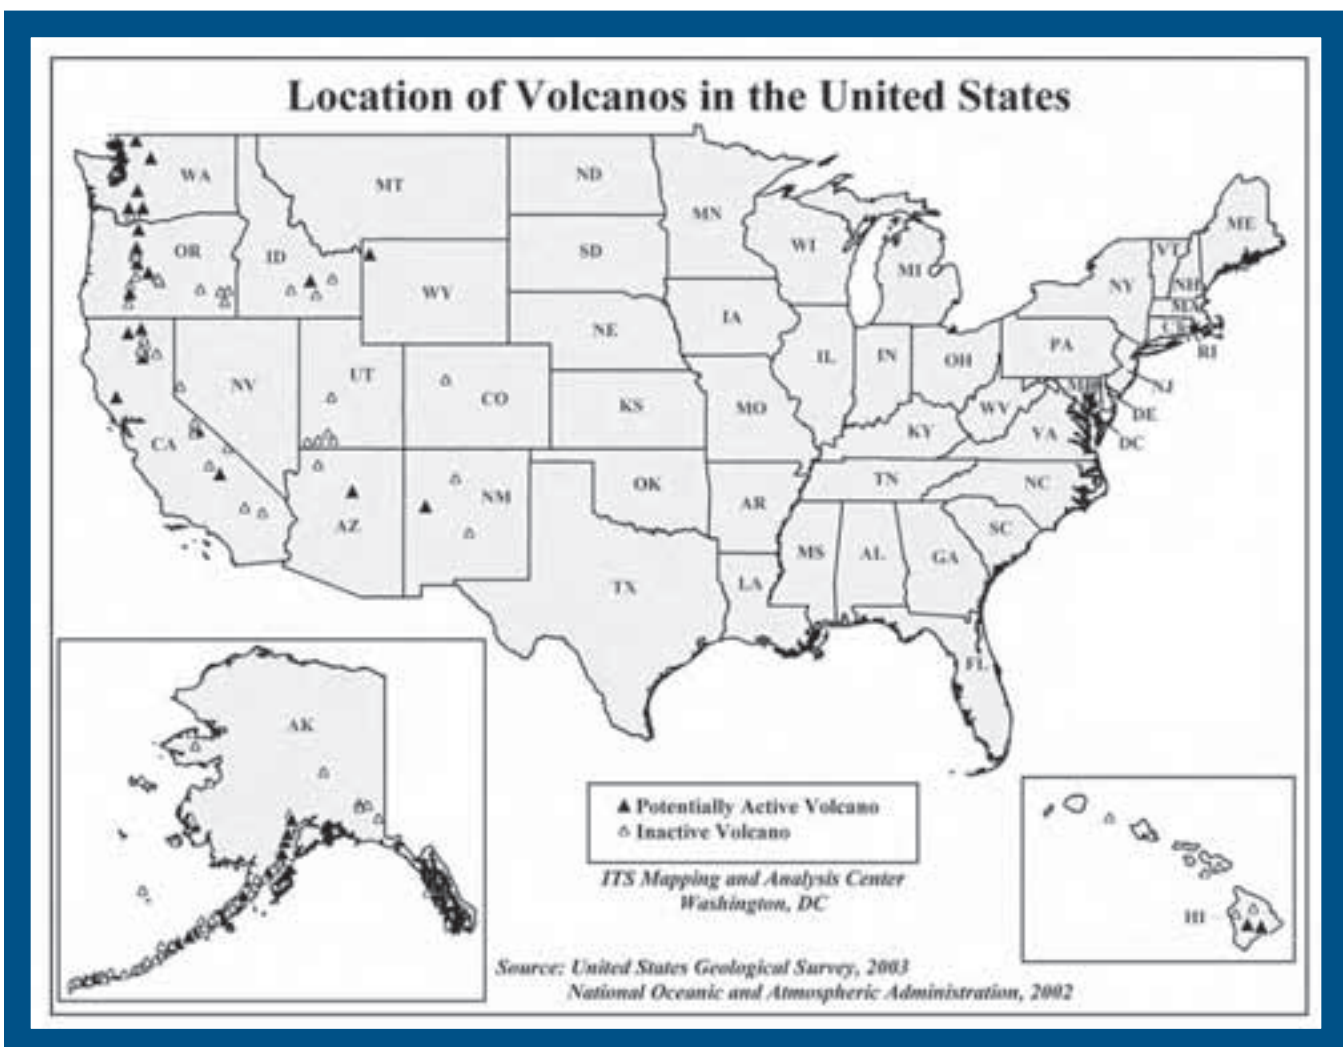 Location of Volcanos in the United States
WA
MT
ND
MN
ME
OR
ID
SD
WI
MI
VT
NH
NY
WY
MA
IA
NE
CT
RI
PA
IL
IN
OH
NV
UT
CO
KS
MO
NJ
MD
WV
DE
CA
KY
VA
DC
OK
TN
NC
AZ
NM
AR
SC
MS
AL
GA
TX
LA
FL
AK
Potentially Active Volcano
Inactive Volcano
ITS Mapping and Analysis Center
Washington, DC
HI
Source: United States Geological Survey, 2003
National Oceanic and Atmospheric Administration, 2002